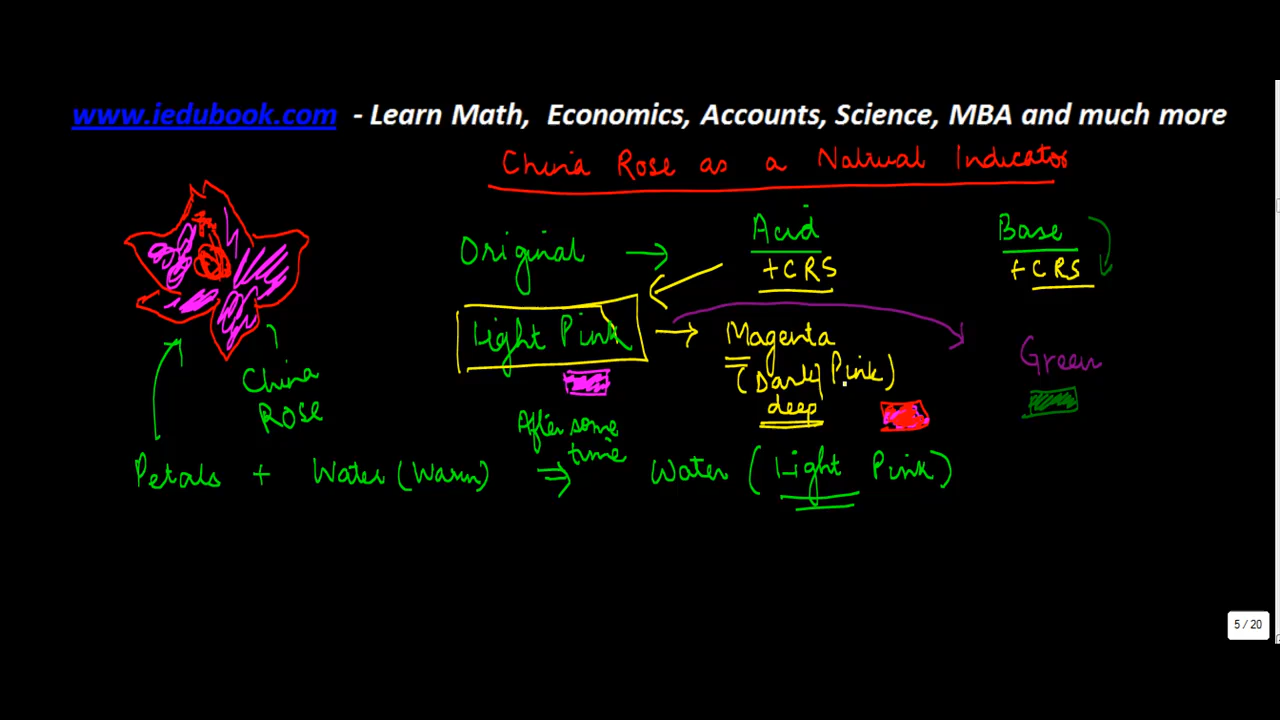 www.iedubook.com - Learn Math, Economics, Accounts, Science, MBA and much more
China Rose as a Natural Indicator
Original → Acid Base
+CRS +CRS
Light Pink → Magenta Green
(Dark/Pink)
deep
China
ROSE
After some
time
Petals + Water (Warm) ⇒ Water (Light Pink)
5 / 20